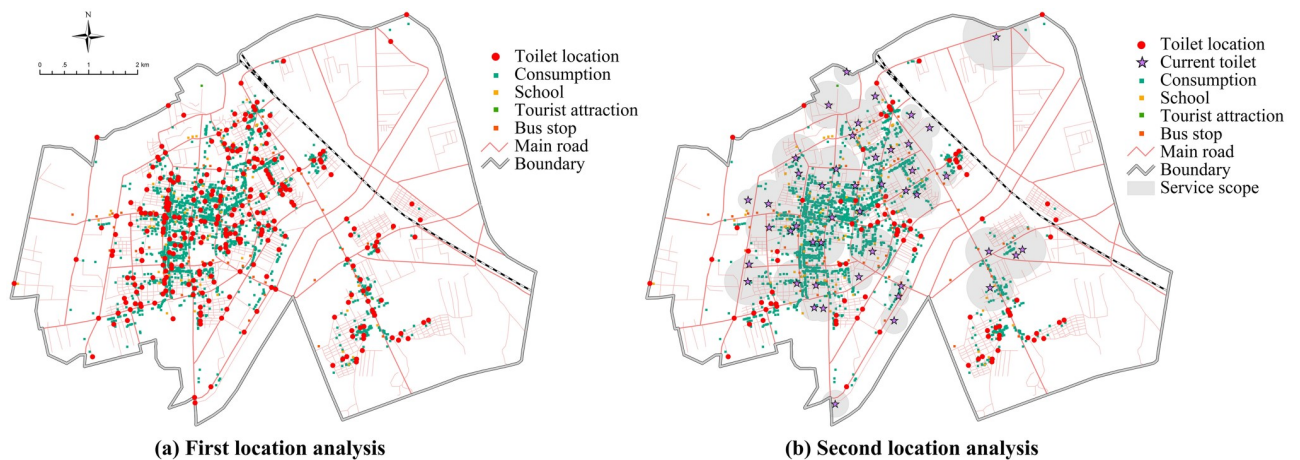 N
0 .5 1 2 km
Toilet location
Consumption
School
Tourist attraction
Bus stop
Main road
Boundary
(a) First location analysis
Toilet location
Current toilet
Consumption
School
Tourist attraction
Bus stop
Main road
Boundary
Service scope
(b) Second location analysis